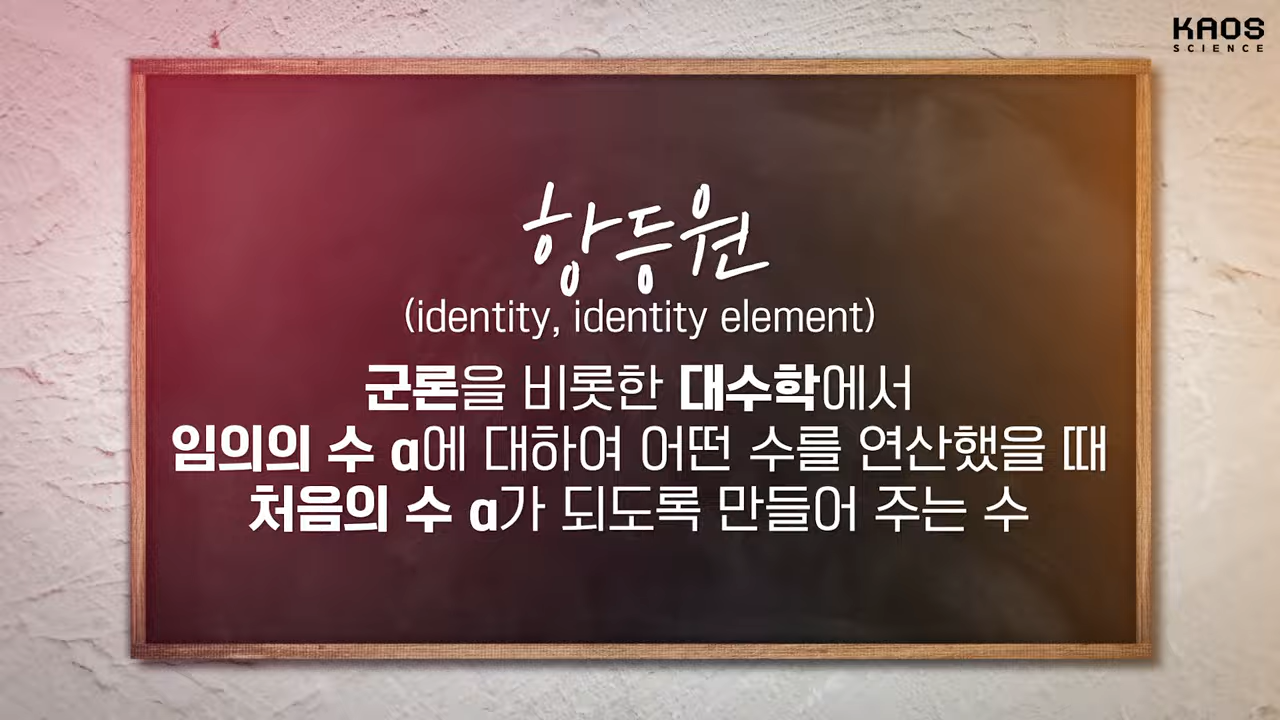 KAOS
SCIENCE
항등원
(identity, identity element)
군론을 비롯한 대수학에서
임의의 수 a에 대하여 어떤 수를 연산했을 때
처음의 수 a가 되도록 만들어 주는 수